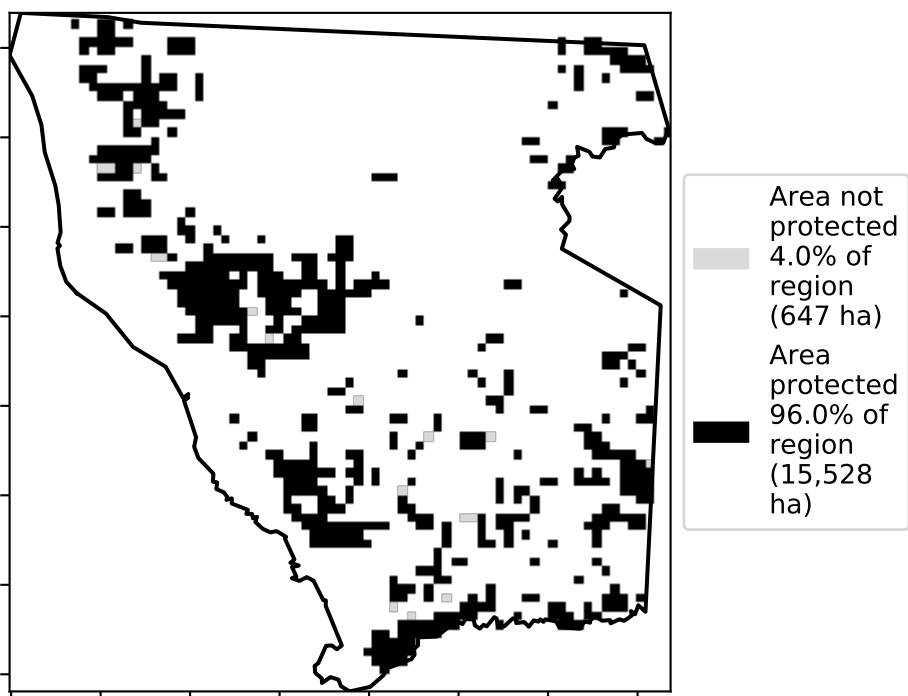 Area not
protected
4.0% of
region
(647 ha)
Area
protected
96.0% of
region
(15,528
ha)